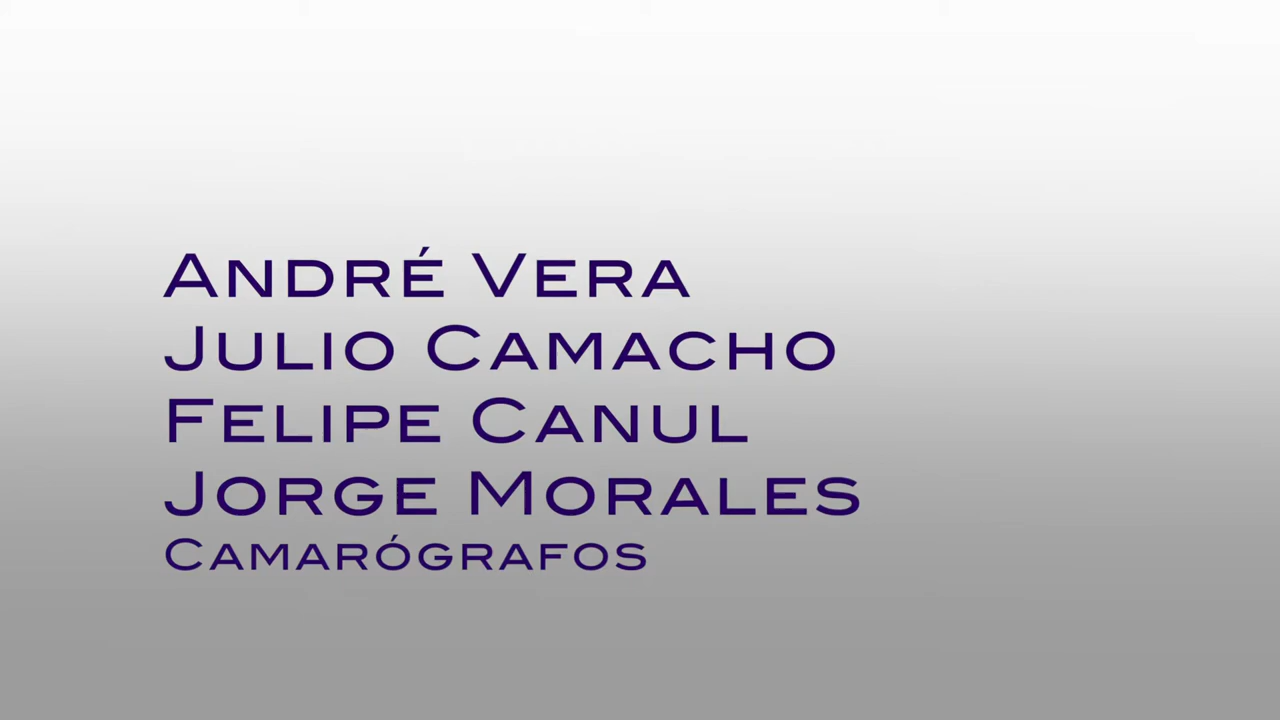 André Vera
Julio Camacho
Felipe Canul
Jorge Morales
Camarógrafos